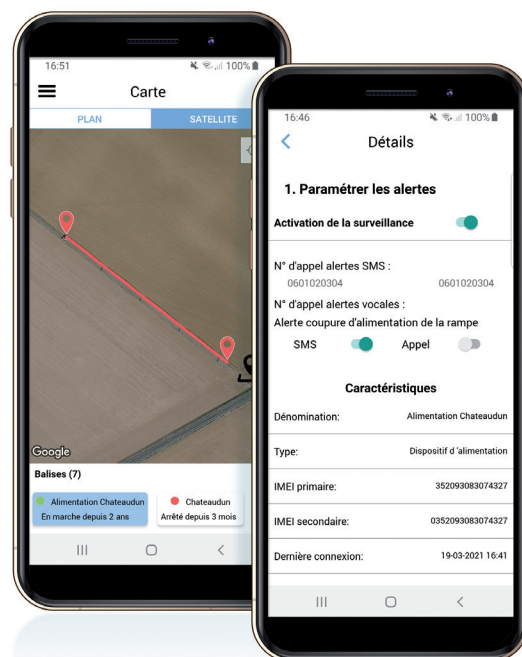 16:51
100%
Carte
PLAN
SATELLITE
Google
Balises (7)
Alimentation Chateaudun
En marche depuis 2 ans
Chateaudun
Arrêté depuis 3 mois
16:46
100%
Détails
1. Paramétrer les alertes
Activation de la surveillance
N° d'appel alertes SMS :
0601020304 0601020304
N° d'appel alertes vocales :
Alerte coupure d'alimentation de la rampe
SMS Appel
Caractéristiques
Dénomination: Alimentation Chateaudun
Type: Dispositif d 'alimentation
IMEI primaire: 352093083074327
IMEI secondaire: 0352093083074327
Dernière connexion: 19-03-2021 16:41